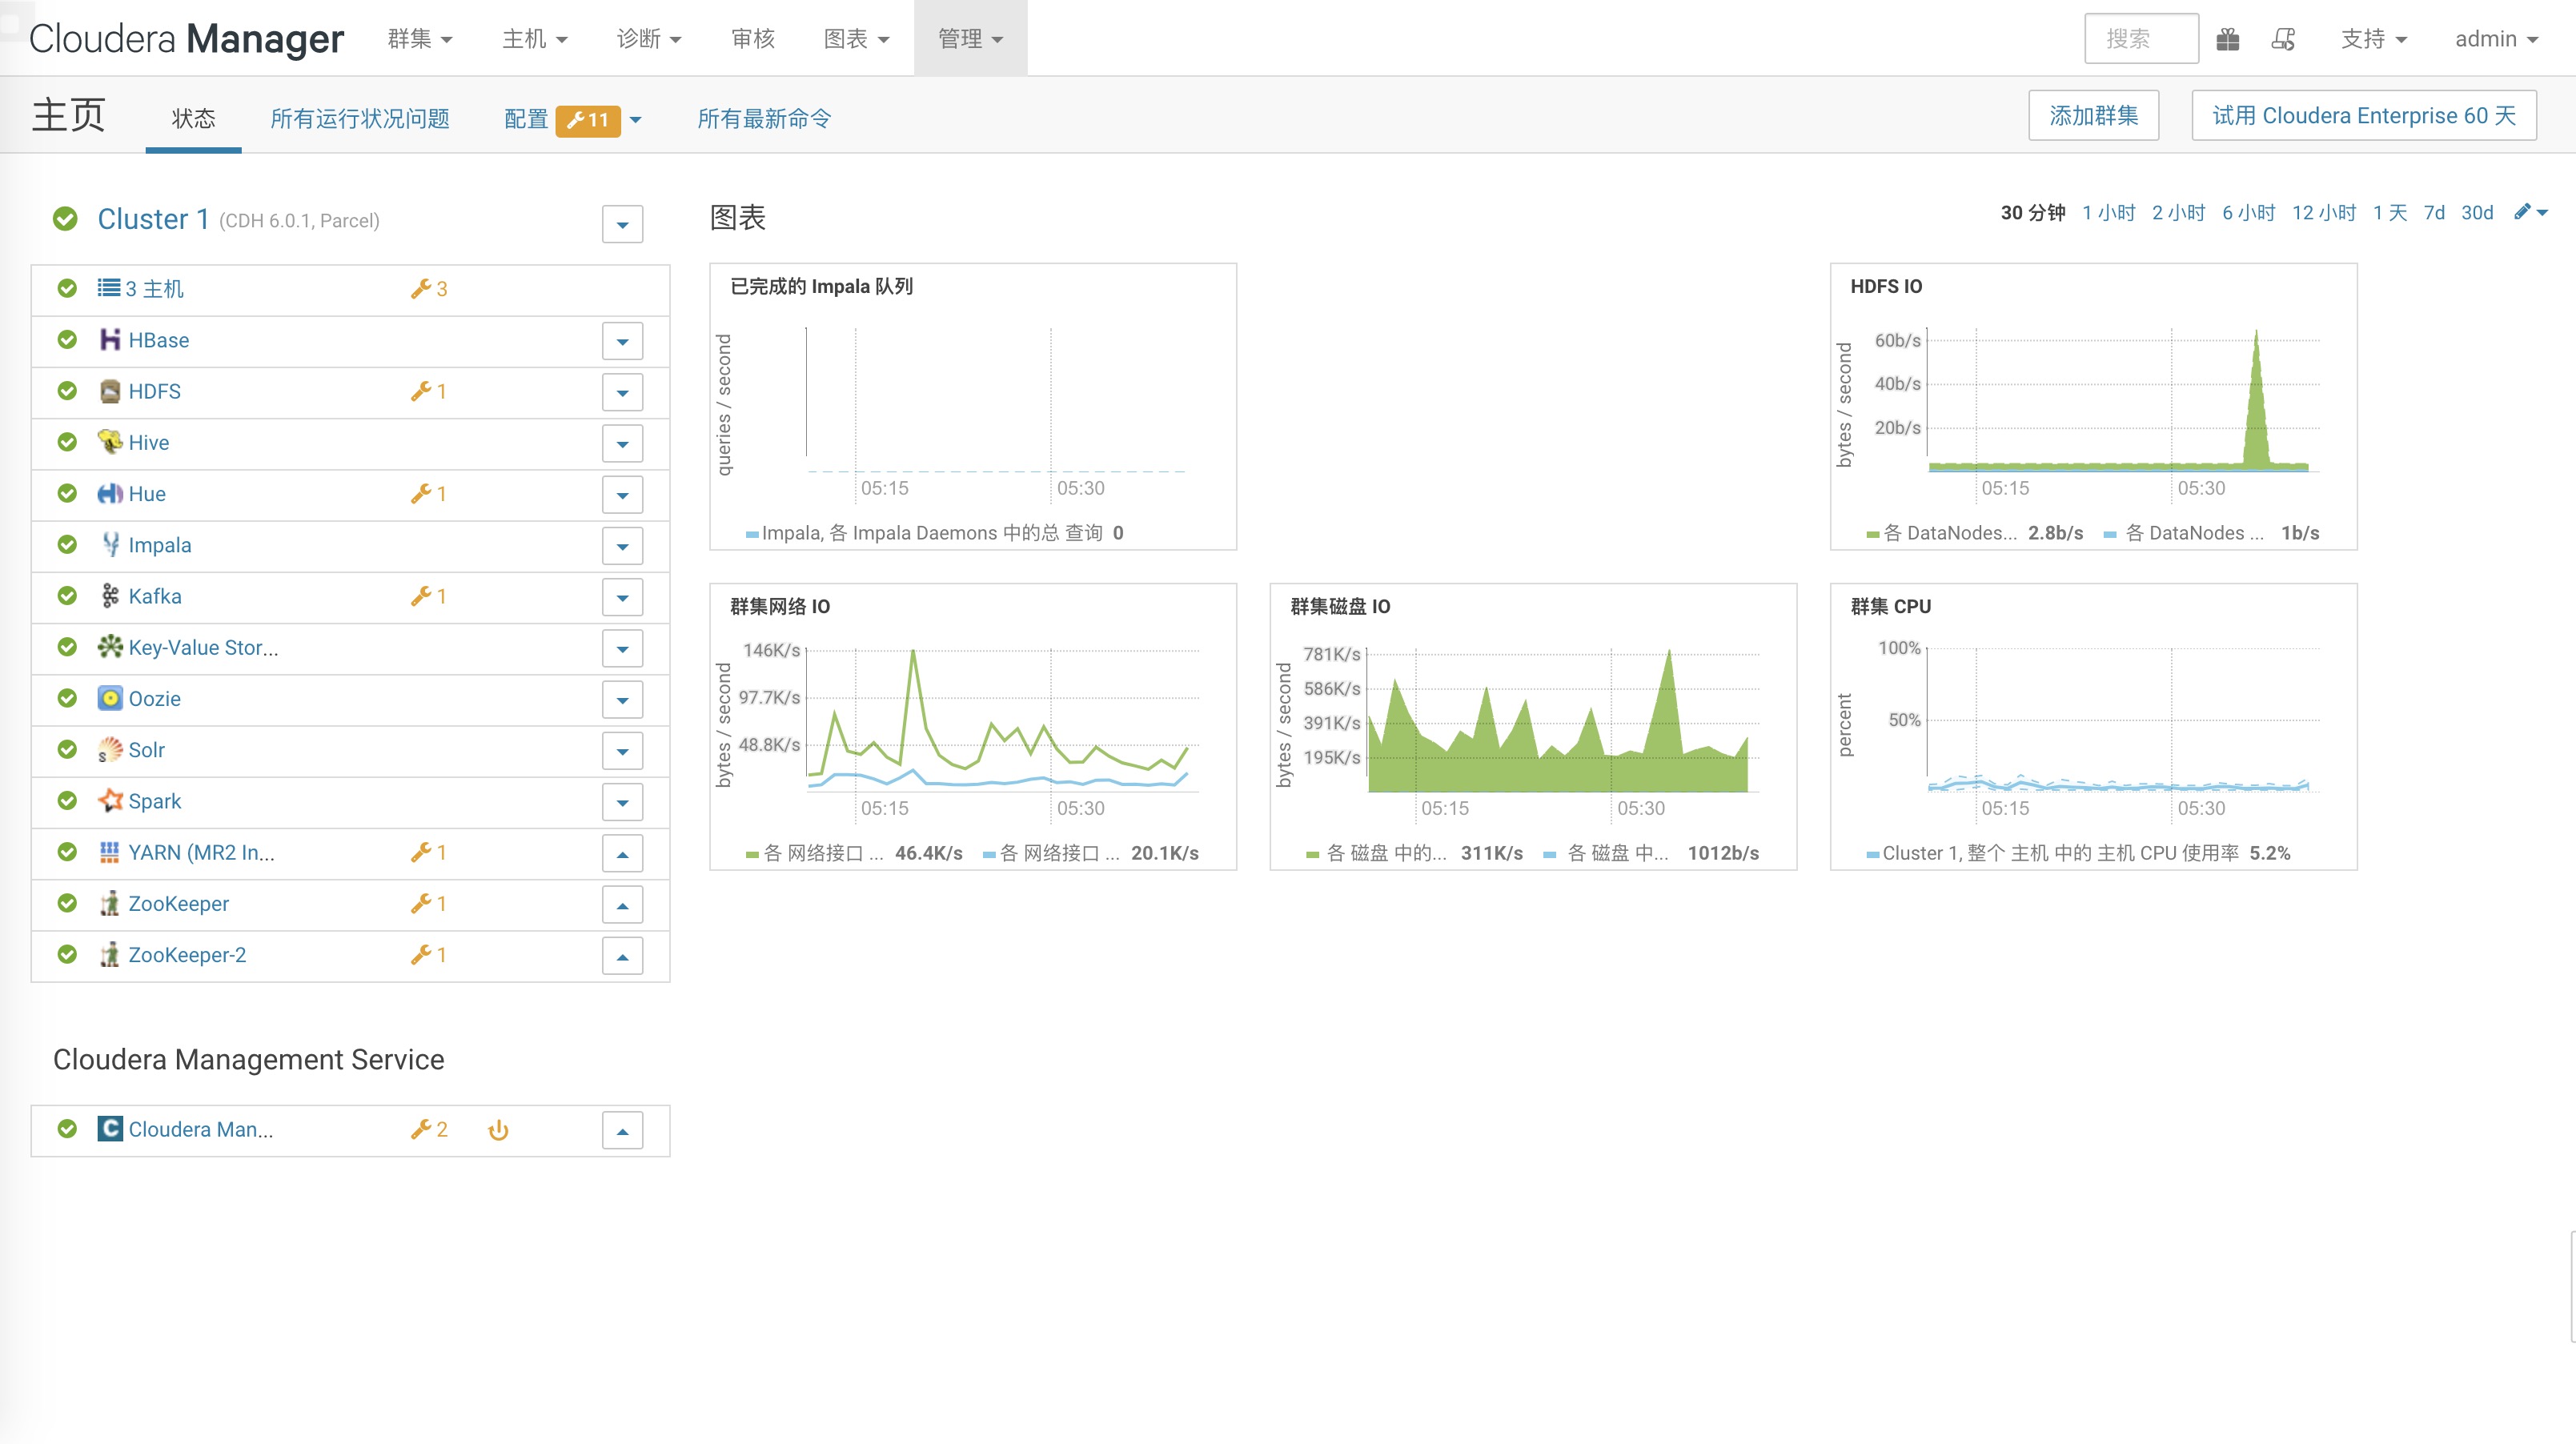 Cloudera Manager 群集 主机 诊断 审核 图表 管理 搜索 支持 admin
主页 状态 所有运行状况问题 配置 11 所有最新命令 添加群集 试用 Cloudera Enterprise 60 天
Cluster 1 (CDH 6.0.1, Parcel)
3 主机 3
HBase
HDFS 1
Hive
Hue 1
Impala
Kafka 1
Key-Value Stor...
Oozie
Solr
Spark
YARN (MR2 In... 1
ZooKeeper 1
ZooKeeper-2 1
Cloudera Management Service
Cloudera Man... 2
图表
30 分钟 1 小时 2 小时 6 小时 12 小时 1 天 7d 30d
已完成的 Impala 队列
queries / second
05:15 05:30
Impala, 各 Impala Daemons 中的总 查询 0
HDFS IO
bytes / second
60b/s
40b/s
20b/s
05:15 05:30
各 DataNodes... 2.8b/s 各 DataNodes ... 1b/s
群集网络 IO
bytes / second
146K/s
97.7K/s
48.8K/s
05:15 05:30
各 网络接口 ... 46.4K/s 各 网络接口 ... 20.1K/s
群集磁盘 IO
bytes / second
781K/s
586K/s
391K/s
195K/s
05:15 05:30
各 磁盘 中的... 311K/s 各 磁盘 中... 1012b/s
群集 CPU
percent
100%
50%
05:15 05:30
Cluster 1, 整个 主机 中的 主机 CPU 使用率 5.2%